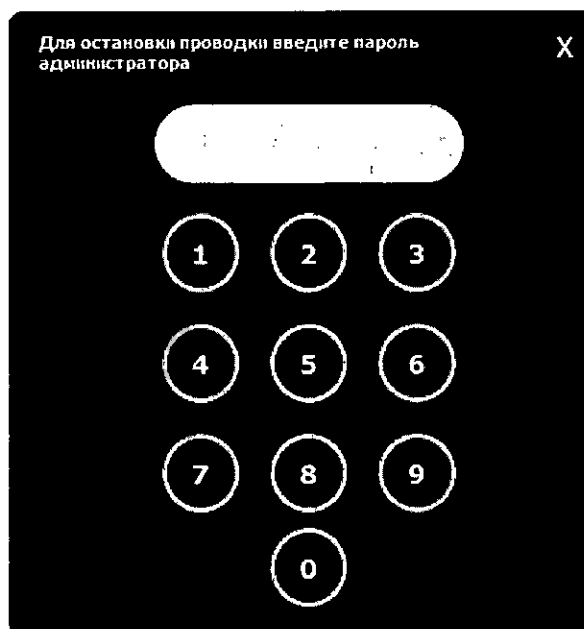 Для остановки проводки введите пароль
администратора
X
1 2 3
4 5 6
7 8 9
0